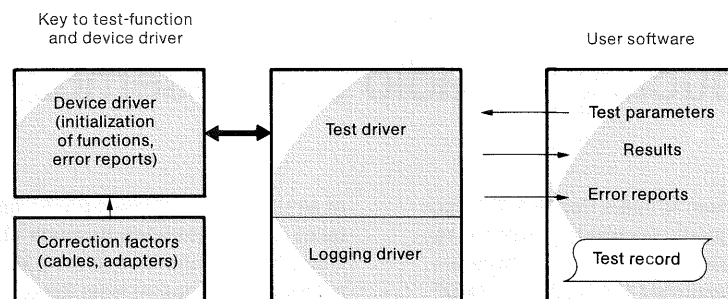 Key to test-function
and device driver
User software
Device driver
(initialization
of functions,
error reports)
Test driver
Test parameters
Results
Error reports
Correction factors
(cables, adapters)
Logging driver
Test record